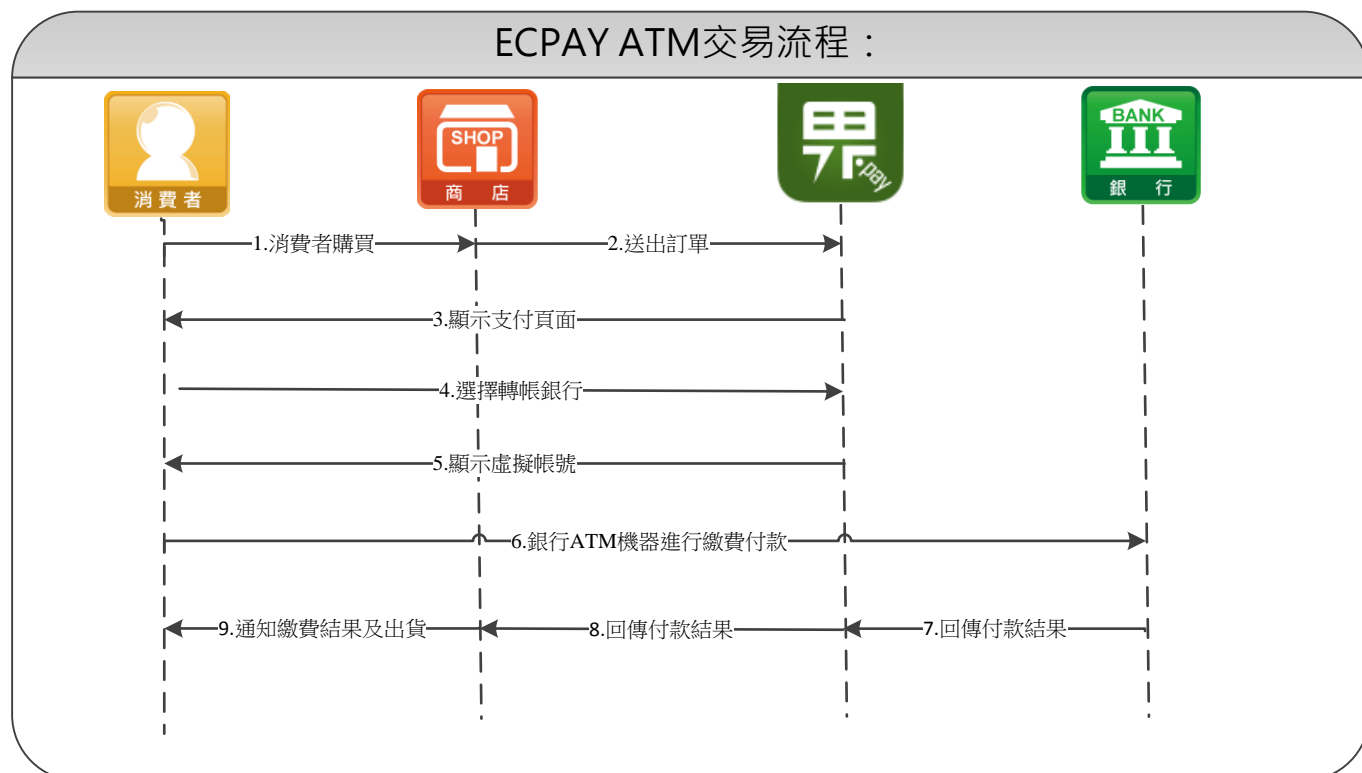 ECPAY ATM交易流程：
消費者
SHOP
商 店
pay
BANK
銀 行
1.消費者購買
2.送出訂單
3.顯示支付頁面
4.選擇轉帳銀行
5.顯示虛擬帳號
6.銀行ATM機器進行繳費付款
9.通知繳費結果及出貨
8.回傳付款結果
7.回傳付款結果